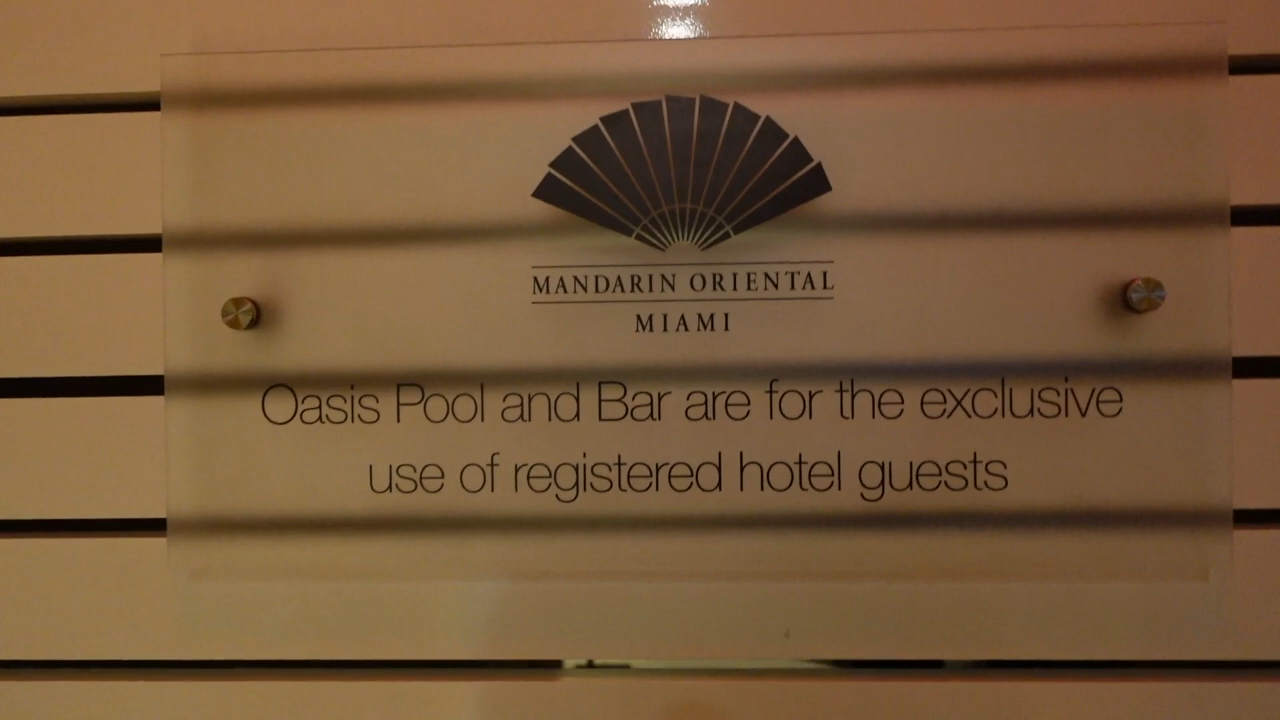 MANDARIN ORIENTAL
MIAMI
Oasis Pool and Bar are for the exclusive
use of registered hotel guests